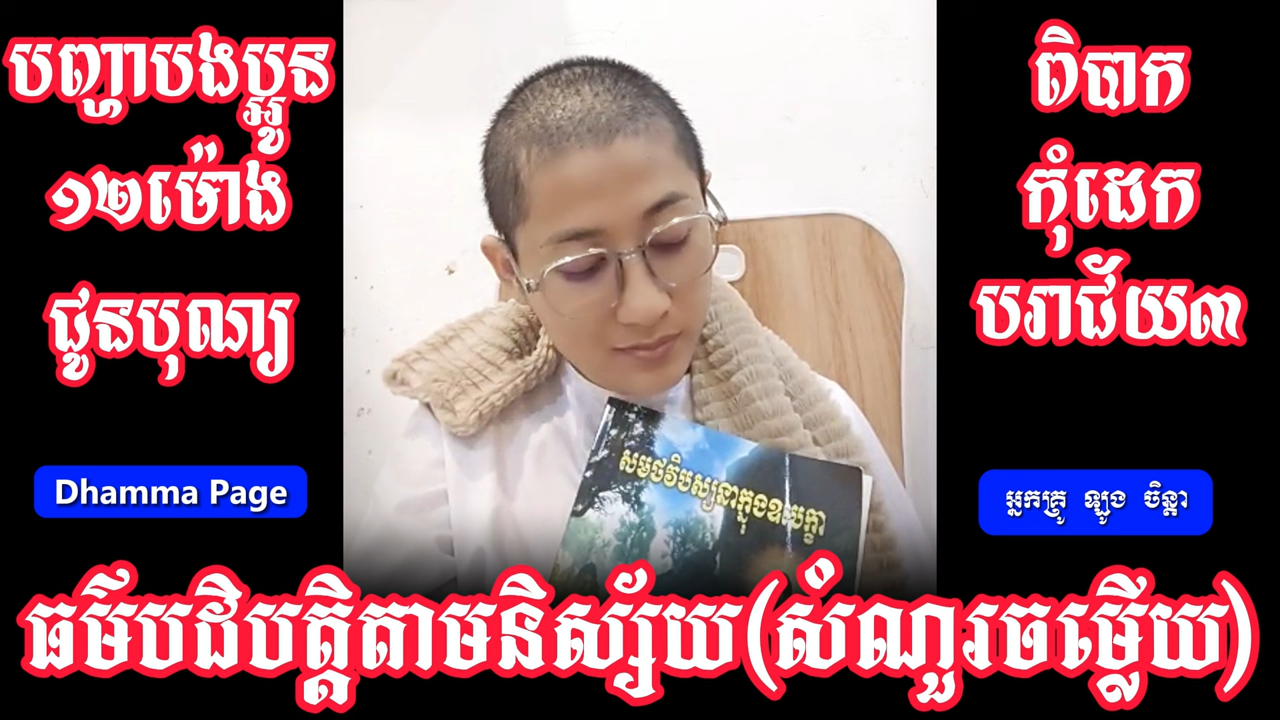 បញ្ហាបងប្អូន
១២ម៉ោង
ជូនបុណ្យ
Dhamma Page
ពិបាក
កុំដេក
បរាជ័យ៣
អ្នកគ្រូ ឡុង ចិន្តា
សមថវិបស្សនាក្នុងឧបេក្ខា
ធម៌បដិបត្តិតាមនិស្ស័យ(សំណួរចម្លើយ)